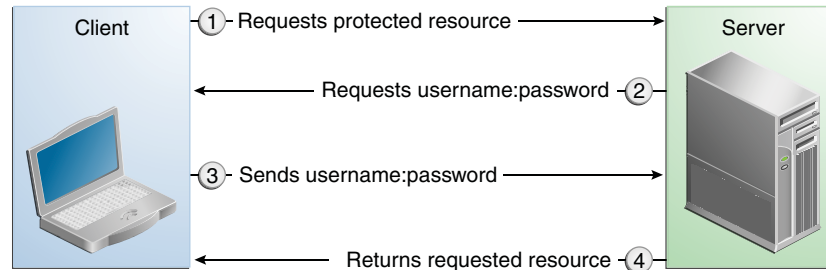 Client
Server
1 Requests protected resource
Requests username:password 2
3 Sends username:password
Returns requested resource 4